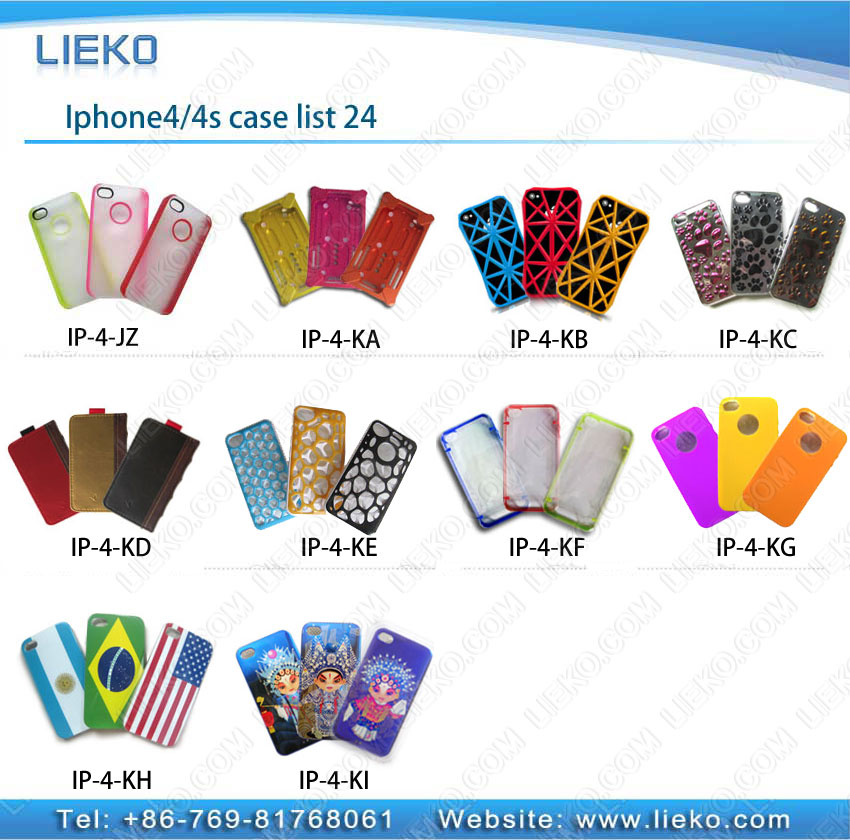 LIEKO
Iphone4/4s case list 24
IP-4-JZ IP-4-KA IP-4-KB IP-4-KC
IP-4-KD IP-4-KE IP-4-KF IP-4-KG
IP-4-KH IP-4-KI
Tel: +86-769-81768061 Website: www.lieko.com
LIEKO.COM